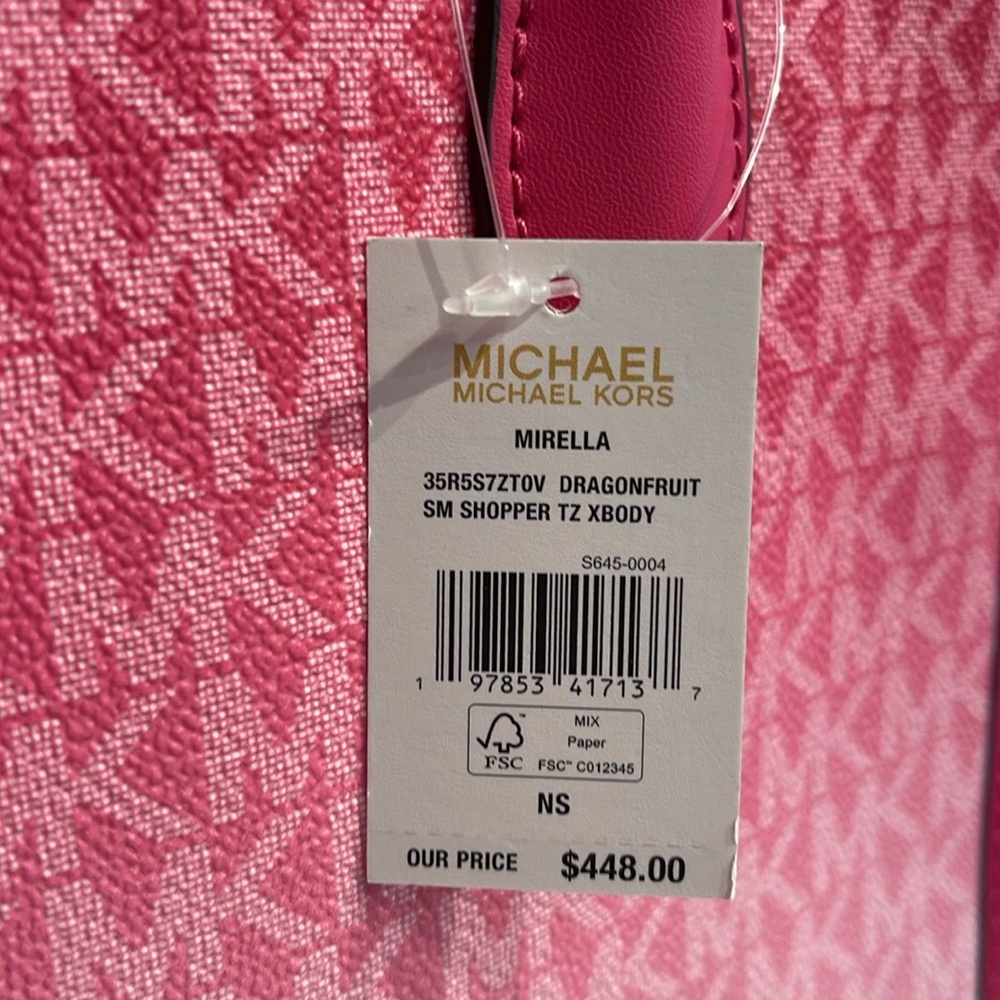 MICHAEL
MICHAEL KORS
MIRELLA
35R5S7ZT0V DRAGONFRUIT
SM SHOPPER TZ XBODY
S645-0004
1 97853 41713 7
MIX
Paper
FSC™ FSC™ C012345
NS
OUR PRICE $448.00